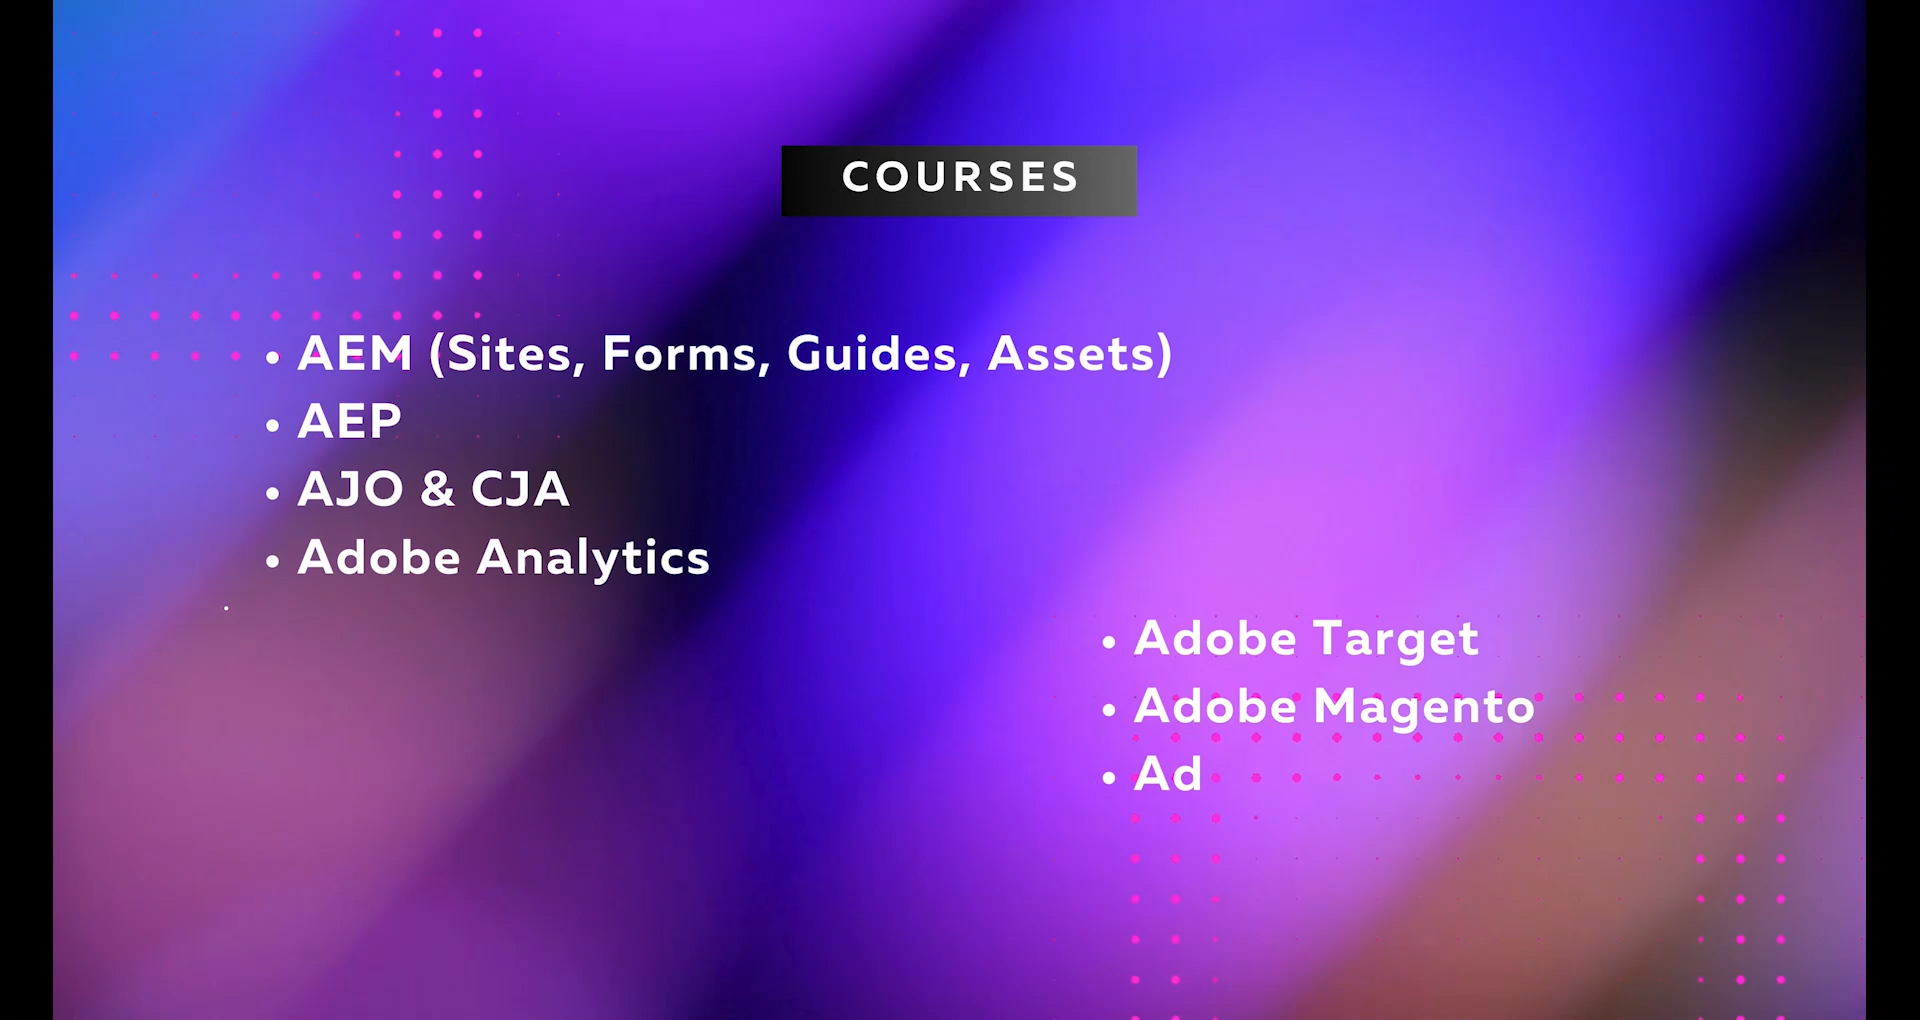 COURSES
• AEM (Sites, Forms, Guides, Assets)
• AEP
• AJO & CJA
• Adobe Analytics
• Adobe Target
• Adobe Magento
• Ad